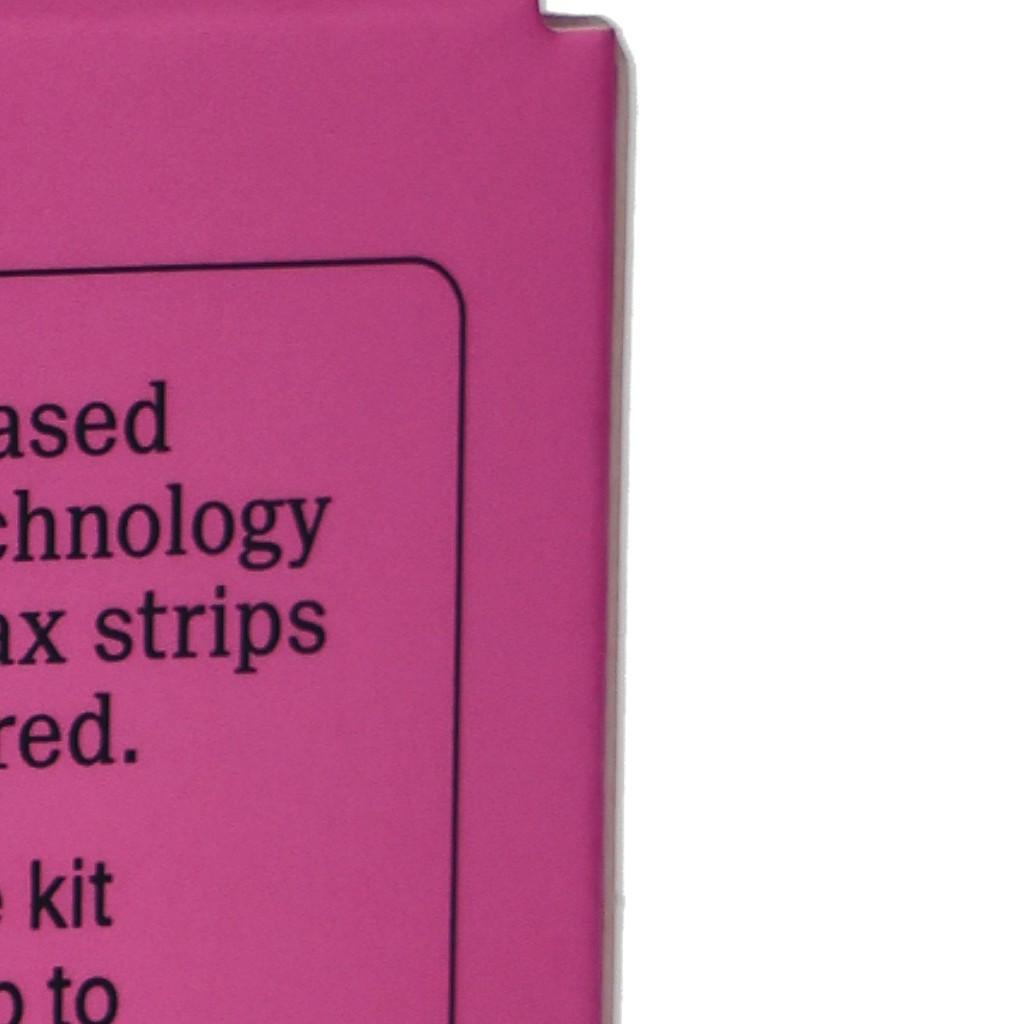 ased
chnology
ax strips
red.
e kit
o to